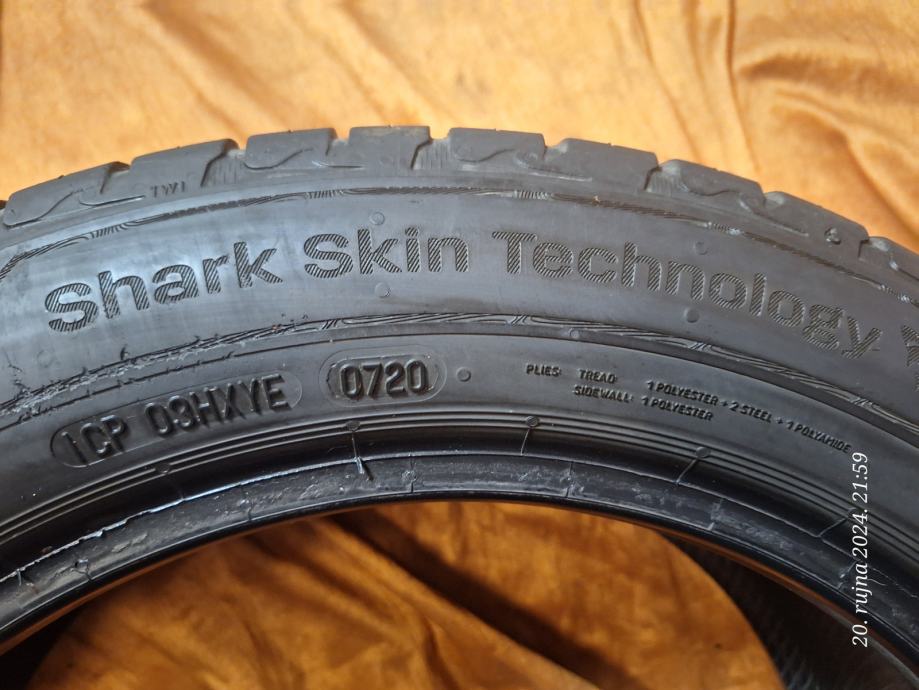 TWI
Shark Skin Technology
1CP 03HXYE
0720
PLIES: TREAD: 1 POLYESTER + 2 STEEL + 1 POLYAMIDE
SIDEWALL: 1 POLYESTER
20. rujna 2024. 21:59